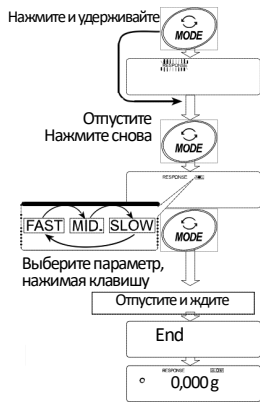 Нажмите и удерживайте
MODE
RESPONSE
Отпустите
Нажмите снова
MODE
RESPONSE
FAST MID. SLOW
MODE
Выберите параметр,
нажимая клавишу
Отпустите и ждите
End
RESPONSE
0,000 g